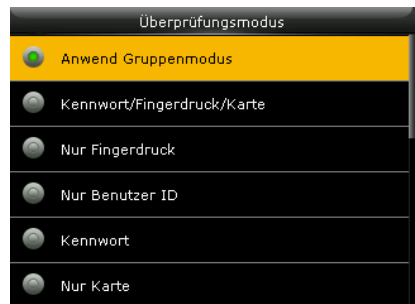 Überprüfungsmodus
Anwend Gruppenmodus
Kennwort/Fingerdruck/Karte
Nur Fingerdruck
Nur Benutzer ID
Kennwort
Nur Karte